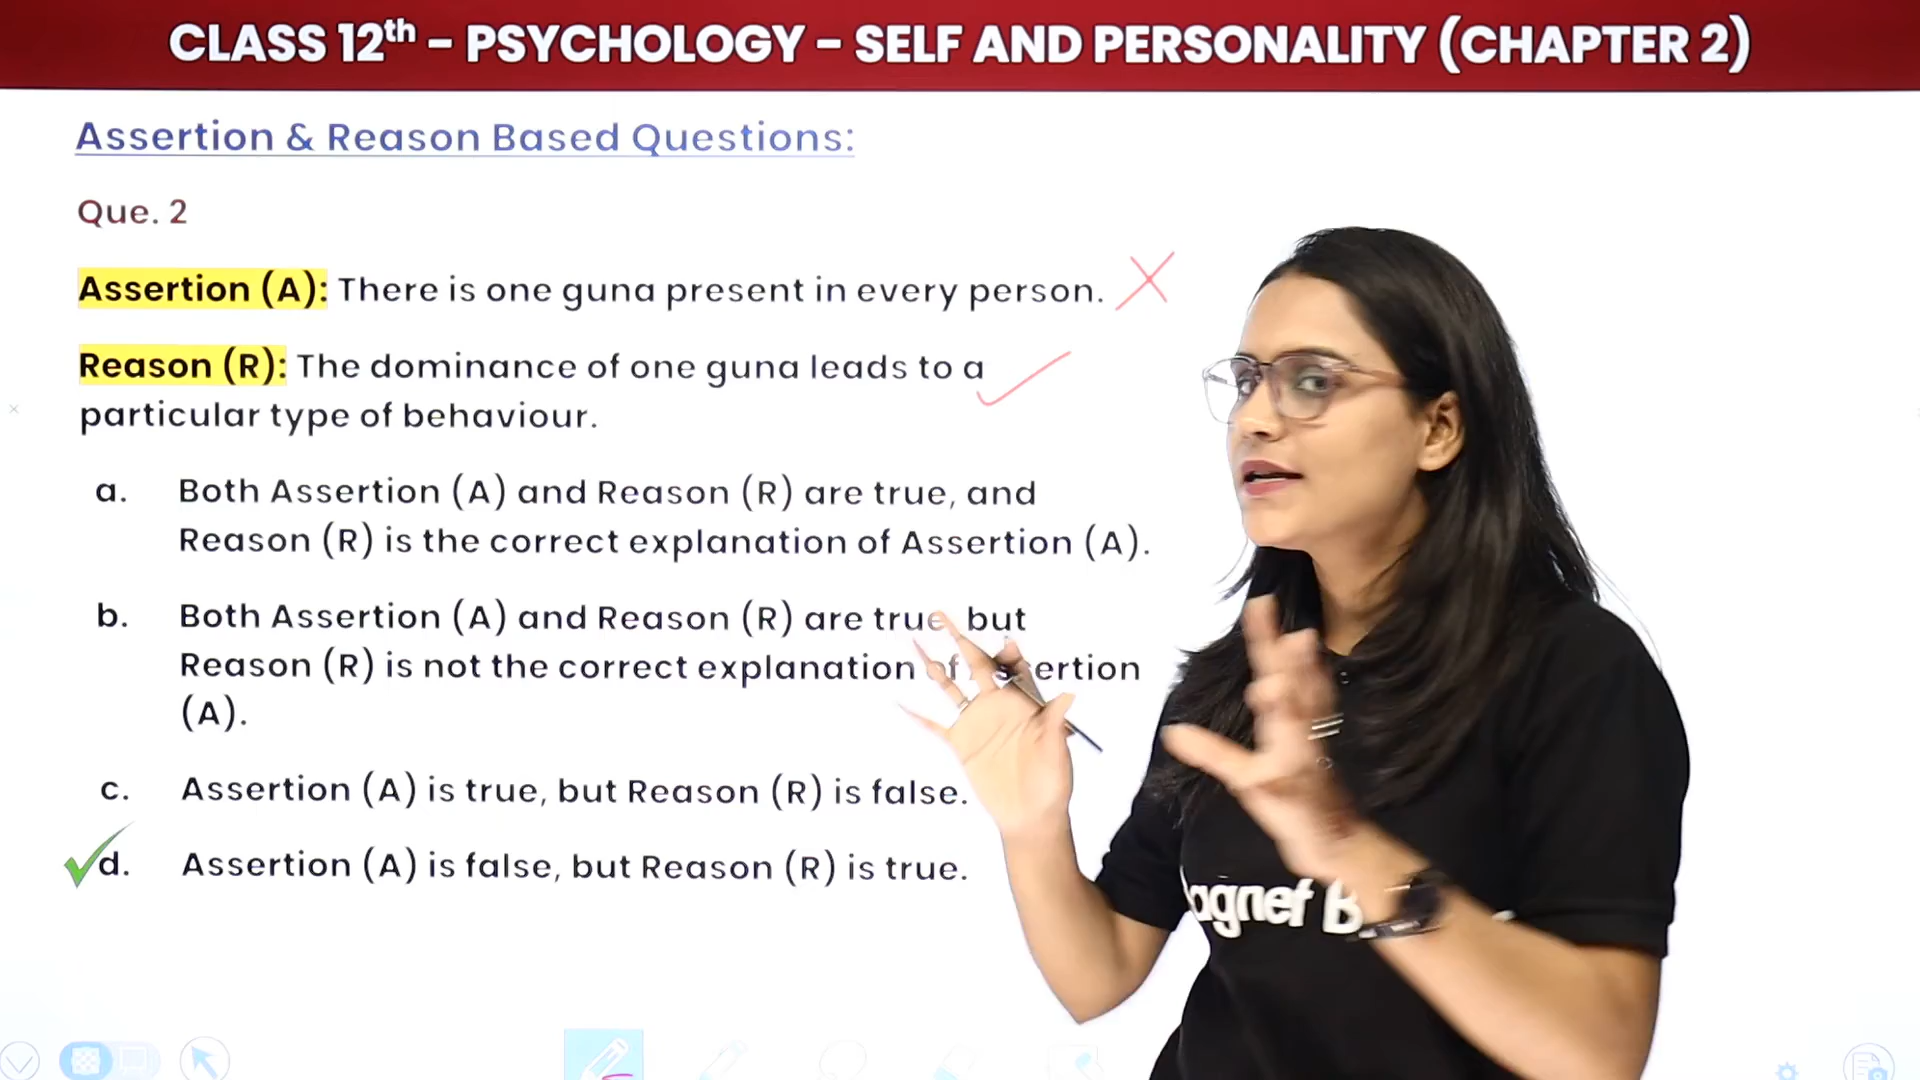 CLASS 12th - PSYCHOLOGY - SELF AND PERSONALITY (CHAPTER 2)
Assertion & Reason Based Questions:
Que. 2
Assertion (A): There is one guna present in every person.
Reason (R): The dominance of one guna leads to a
particular type of behaviour.
a. Both Assertion (A) and Reason (R) are true, and
Reason (R) is the correct explanation of Assertion (A).
b. Both Assertion (A) and Reason (R) are true, but
Reason (R) is not the correct explanation of Assertion
(A).
c. Assertion (A) is true, but Reason (R) is false.
d. Assertion (A) is false, but Reason (R) is true.